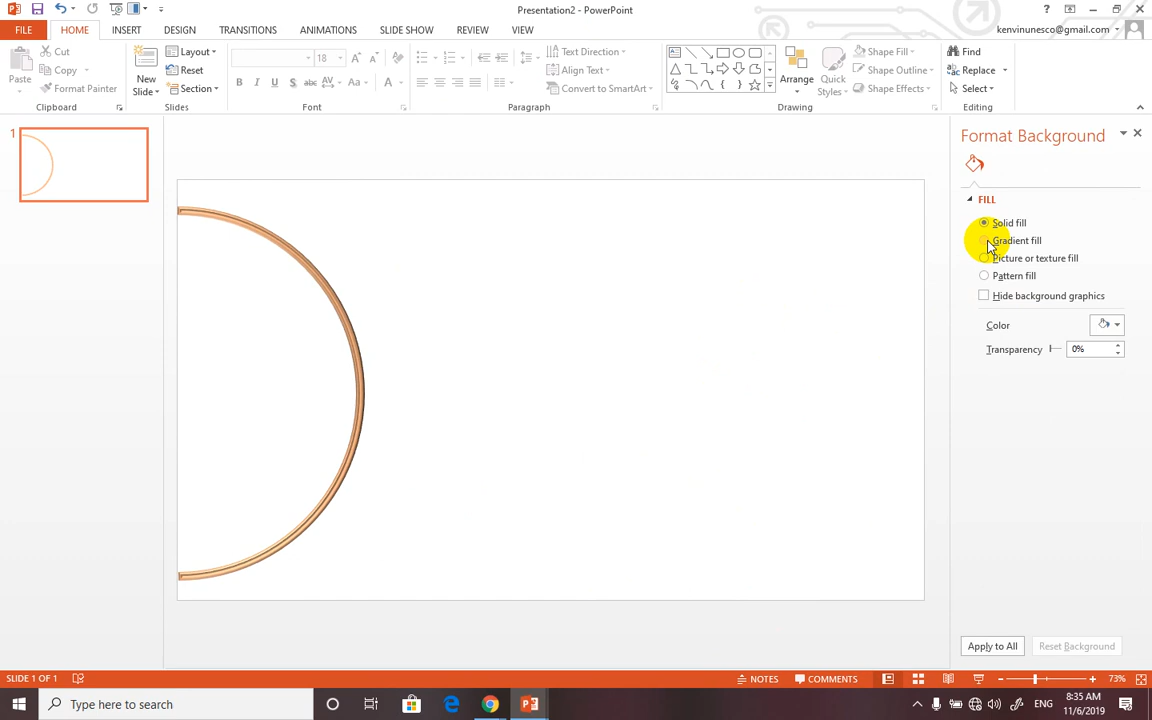 Presentation2 - PowerPoint
?
FILE HOME INSERT DESIGN TRANSITIONS ANIMATIONS SLIDE SHOW REVIEW VIEW
kenvinunesco@gmail.com
Paste
Cut
Copy
Format Painter
Clipboard
New
Slide
Layout
Reset
Section
Slides
18
B I U S abc AV Aa A
Font
Text Direction
Align Text
Convert to SmartArt
Paragraph
Arrange
Quick
Styles
Shape Fill
Shape Outline
Shape Effects
Drawing
Find
Replace
Select
Editing
1
Format Background
FILL
Solid fill
Gradient fill
Picture or texture fill
Pattern fill
Hide background graphics
Color
Transparency 0%
Apply to All Reset Background
SLIDE 1 OF 1 NOTES COMMENTS 73%
Type here to search
ENG
8:35 AM
11/6/2019